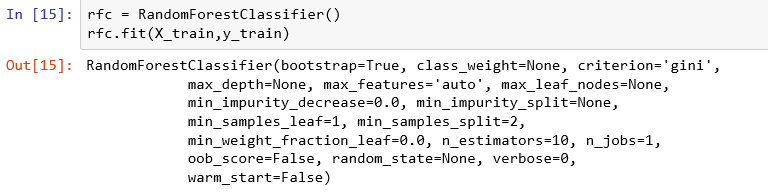 In [15]: rfc = RandomForestClassifier()
rfc.fit(X_train,y_train)
Out[15]: RandomForestClassifier(bootstrap=True, class_weight=None, criterion='gini',
max_depth=None, max_features='auto', max_leaf_nodes=None,
min_impurity_decrease=0.0, min_impurity_split=None,
min_samples_leaf=1, min_samples_split=2,
min_weight_fraction_leaf=0.0, n_estimators=10, n_jobs=1,
oob_score=False, random_state=None, verbose=0,
warm_start=False)